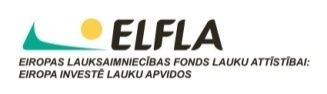 ELFLA
EIROPAS LAUKSAIMNIECĪBAS FONDS LAUKU ATTĪSTĪBAI:
EIROPA INVESTĒ LAUKU APVIDOS